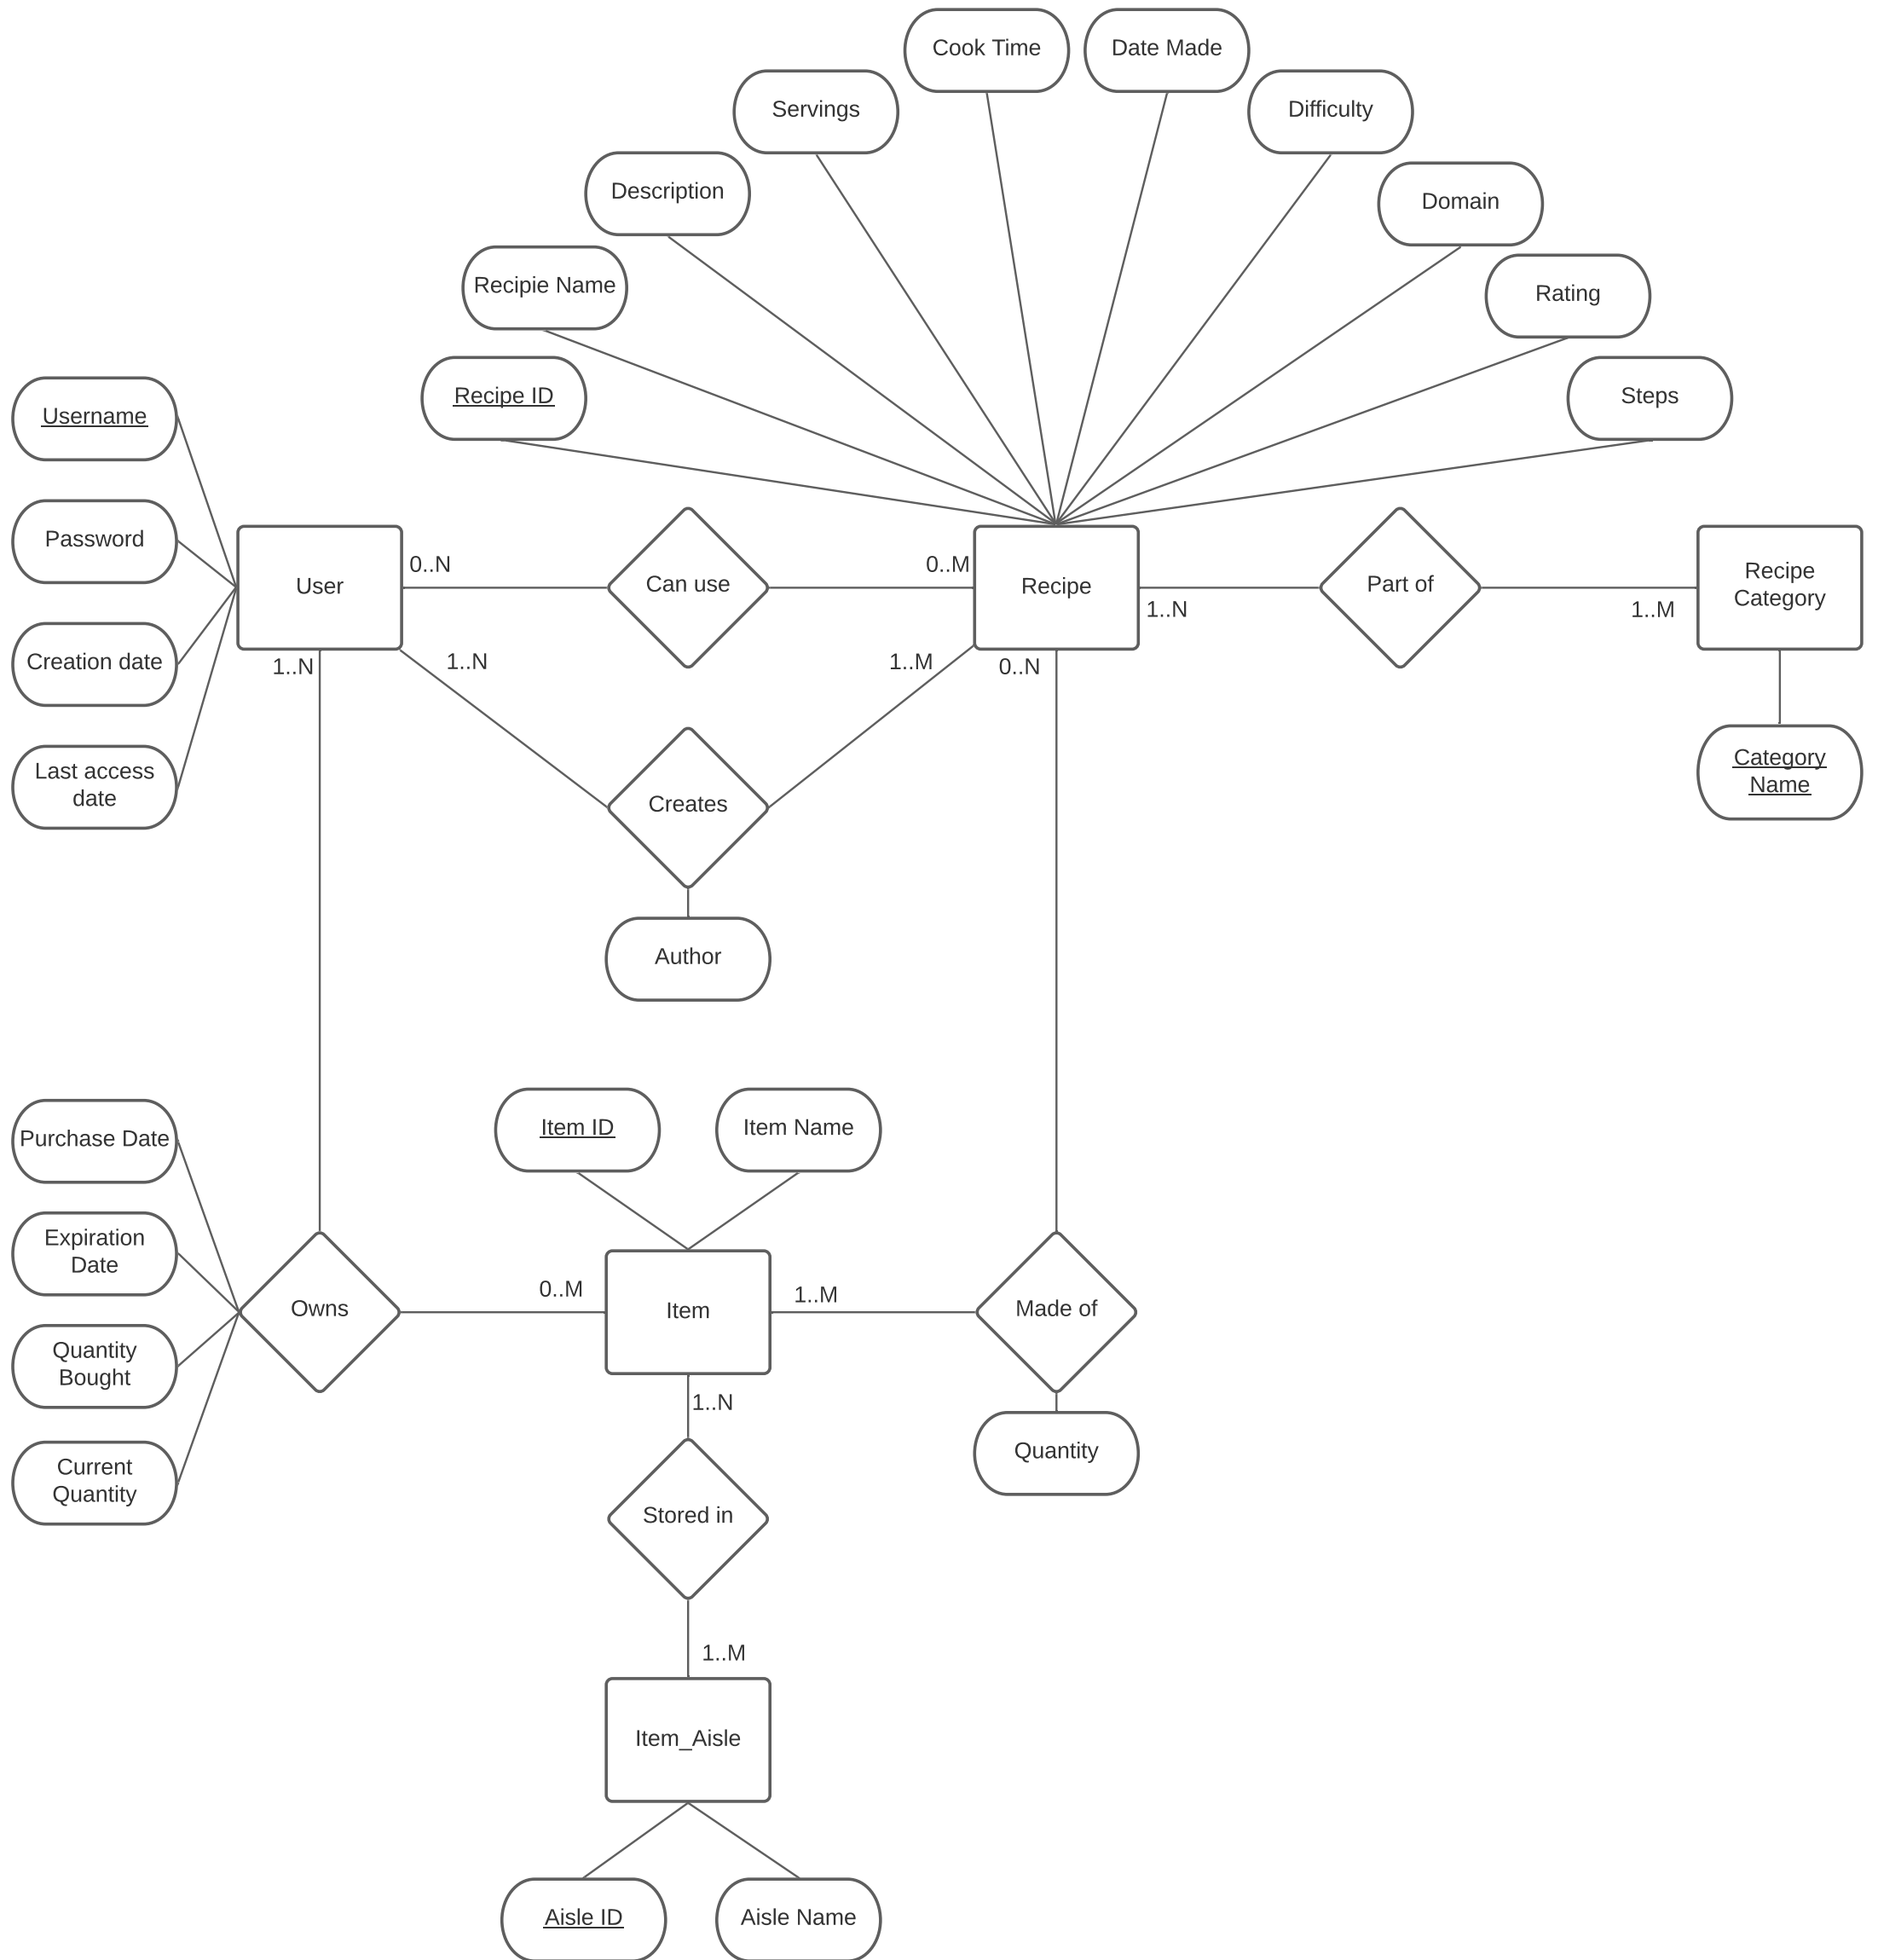 Cook Time
Date Made
Servings
Difficulty
Description
Domain
Recipie Name
Rating
Recipe ID
Steps
Username
Password
Creation date
Last access
date
User
0..N
Can use
0..M
Recipe
1..N
Part of
1..M
Recipe
Category
Category
Name
1..N
1..N
1..M
0..N
Creates
Author
Purchase Date
Expiration
Date
Quantity
Bought
Current
Quantity
Item ID
Item Name
Owns
0..M
Item
1..M
Made of
Quantity
1..N
Stored in
1..M
Item_Aisle
Aisle ID
Aisle Name